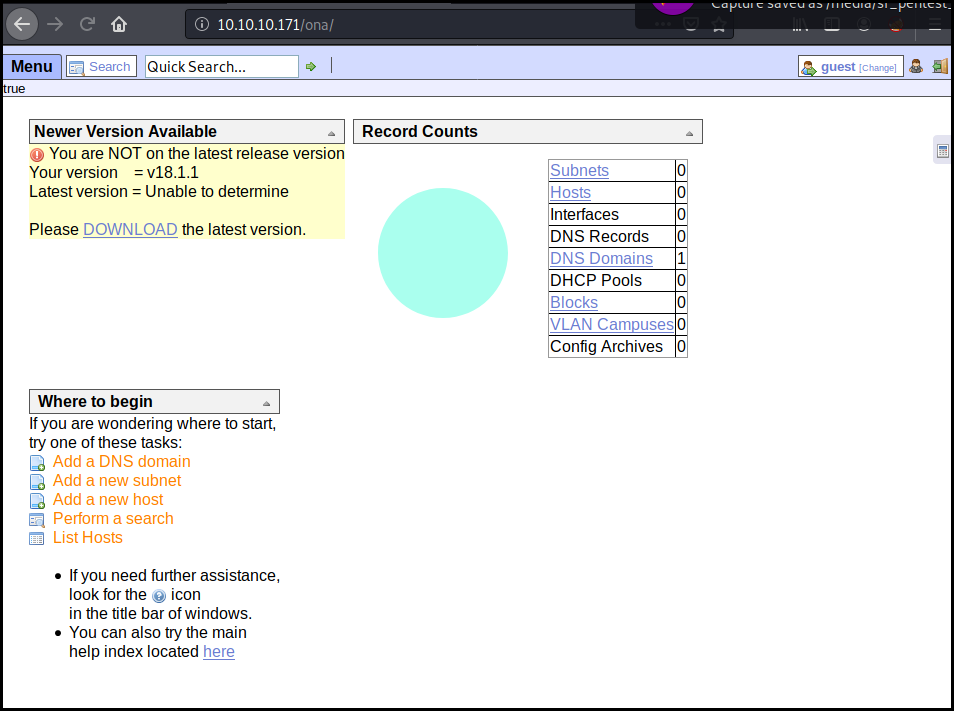 Capture saved as /media/sf_pentest_
10.10.10.171/ona/
Menu Search Quick Search... guest [Change]
true
Newer Version Available
You are NOT on the latest release version
Your version = v18.1.1
Latest version = Unable to determine
Please DOWNLOAD the latest version.
Record Counts
Subnets 0
Hosts 0
Interfaces 0
DNS Records 0
DNS Domains 1
DHCP Pools 0
Blocks 0
VLAN Campuses 0
Config Archives 0
Where to begin
If you are wondering where to start,
try one of these tasks:
Add a DNS domain
Add a new subnet
Add a new host
Perform a search
List Hosts
• If you need further assistance,
look for the ? icon
in the title bar of windows.
• You can also try the main
help index located here